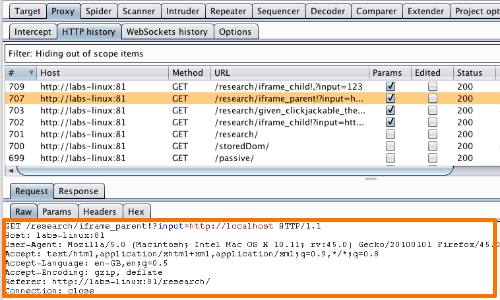 Target Proxy Spider Scanner Intruder Repeater Sequencer Decoder Comparer Extender Project opt
Intercept HTTP history WebSockets history Options
Filter: Hiding out of scope items
# Host Method URL Params Edited Status
709 http://labs-linux:81 GET /research/iframe_child!,?input=123 200
707 http://labs-linux:81 GET /research/iframe_parent!?input=h... 200
703 http://labs-linux:81 GET /research/given_clickjackable_the... 200
702 http://labs-linux:81 GET /research/iframe_child!?input=htt... 200
701 http://labs-linux:81 GET /research/ 200
700 http://labs-linux:81 GET /storedDom/ 200
699 http://labs-linux:81 GET /passive/ 200
Request Response
Raw Params Headers Hex
GET /research/iframe_parent!?input=http://localhost HTTP/1.1
Host: labs-linux:81
User-Agent: Mozilla/5.0 (Macintosh; Intel Mac OS X 10.11; rv:45.0) Gecko/20100101 Firefox/45.0
Accept: text/html,application/xhtml+xml,application/xml;q=0.9,*/*;q=0.8
Accept-Language: en-GB,en;q=0.5
Accept-Encoding: gzip, deflate
Referer: http://labs-linux:81/research/
Connection: close